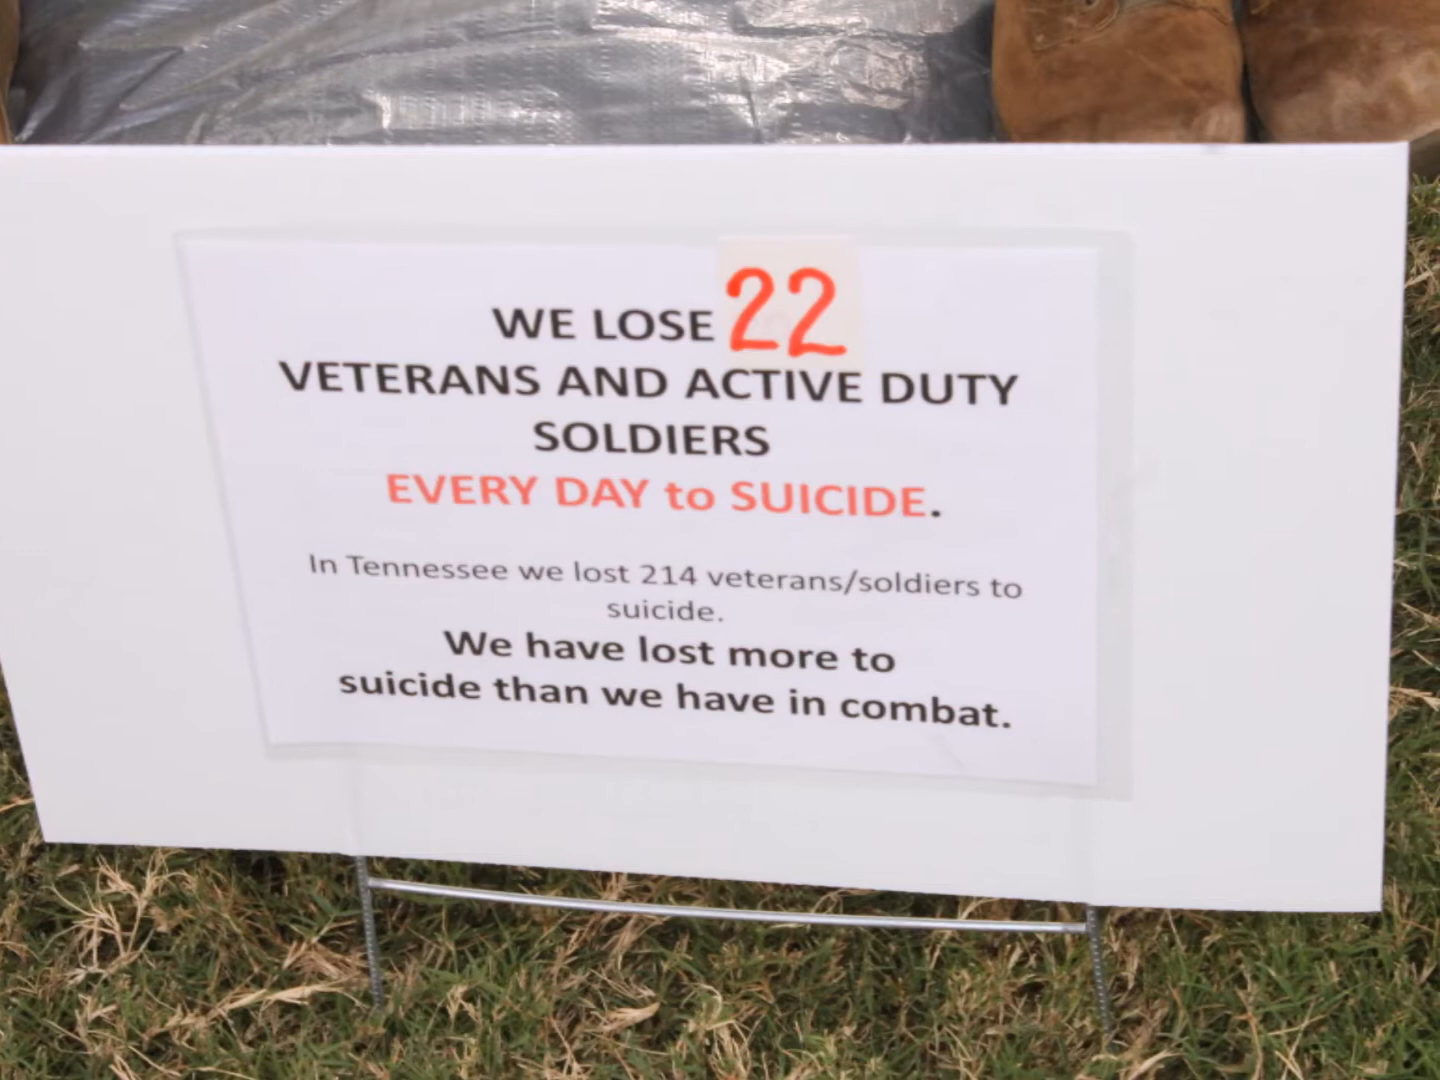 WE LOSE 22
VETERANS AND ACTIVE DUTY
SOLDIERS
EVERY DAY to SUICIDE.
In Tennessee we lost 214 veterans/soldiers to
suicide.
We have lost more to
suicide than we have in combat.